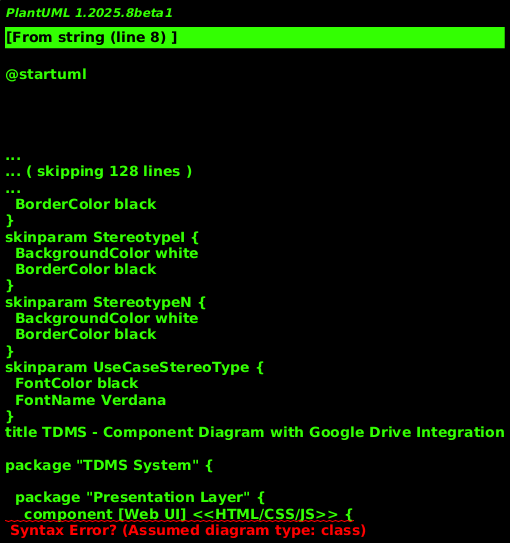 PlantUML 1.2025.8beta1
[From string (line 8) ]
@startuml
...
... ( skipping 128 lines )
...
BorderColor black
}
skinparam StereotypeI {
BackgroundColor white
BorderColor black
}
skinparam StereotypeN {
BackgroundColor white
BorderColor black
}
skinparam UseCaseStereoType {
FontColor black
FontName Verdana
}
title TDMS - Component Diagram with Google Drive Integration
package "TDMS System" {
package "Presentation Layer" {
component [Web UI] <<HTML/CSS/JS>> {
Syntax Error? (Assumed diagram type: class)